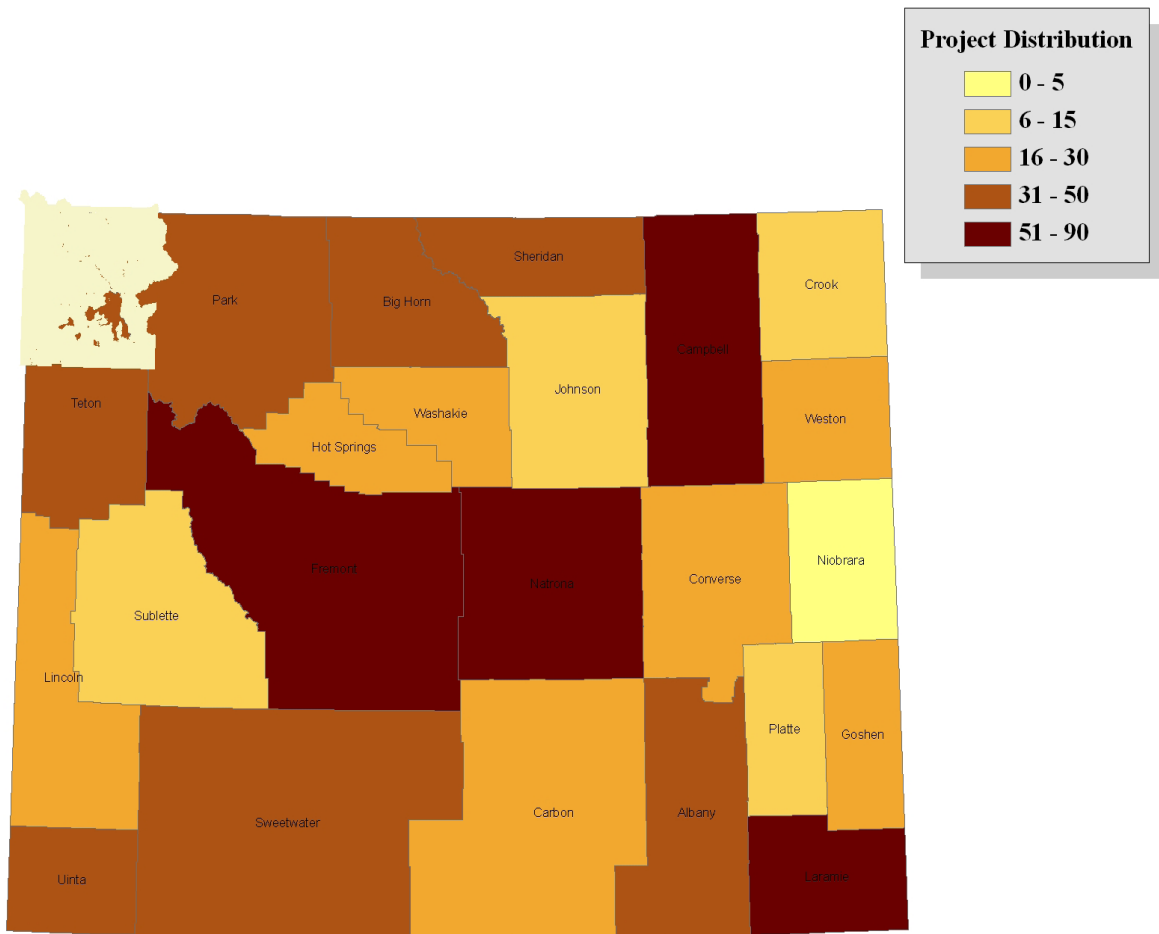 Project Distribution
0 - 5
6 - 15
16 - 30
31 - 50
51 - 90
Sheridan
Crook
Park
Big Horn
Campbell
Johnson
Teton
Washakie
Weston
Hot Springs
Niobrara
Fremont
Natrona
Converse
Sublette
Lincoln
Platte
Goshen
Carbon
Albany
Sweetwater
Uinta
Laramie